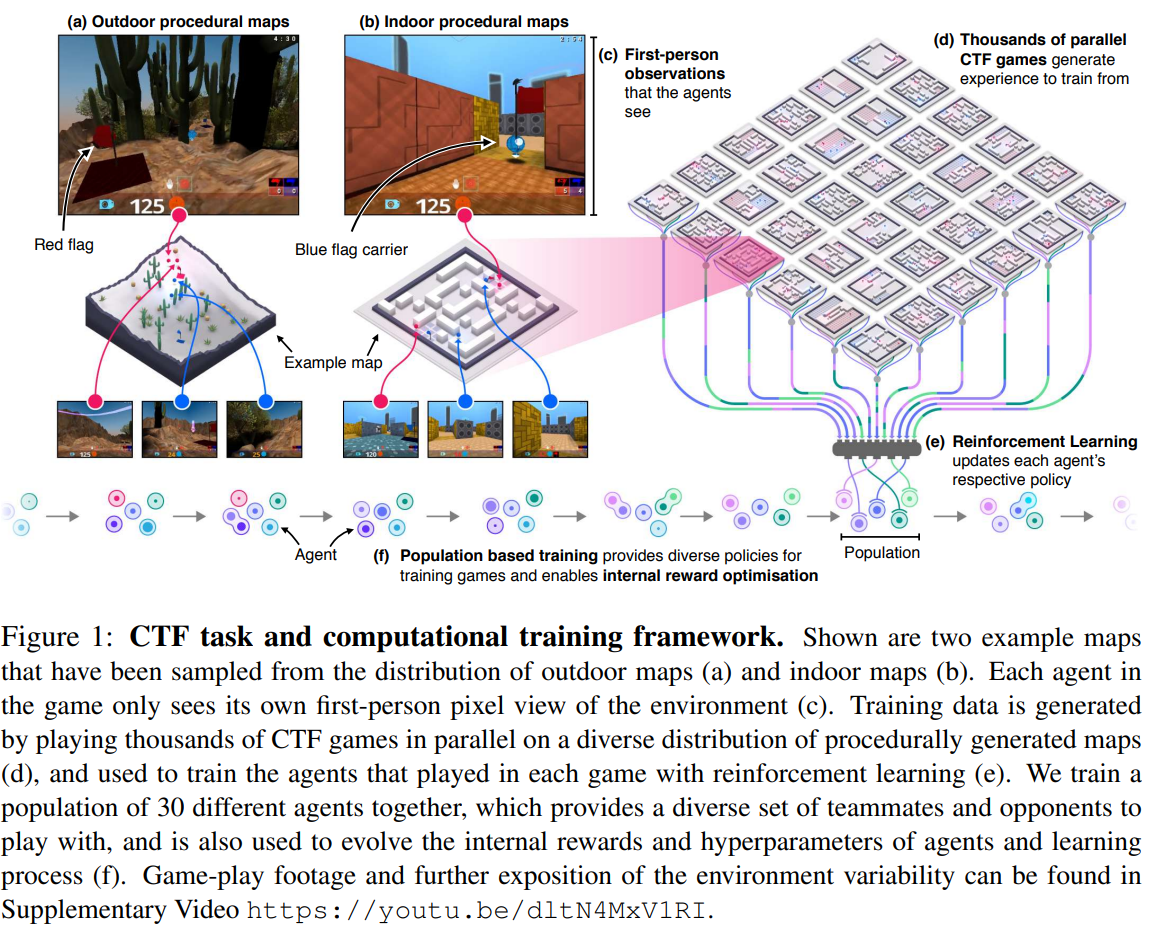 (a) Outdoor procedural maps
(b) Indoor procedural maps
4:30
(c) First-person
observations
that the agents
see
(d) Thousands of parallel
CTF games generate
experience to train from
125
125
Red flag
Blue flag carrier
Example map
125
24
25
120
(e) Reinforcement Learning
updates each agent's
respective policy
Agent
(f) Population based training provides diverse policies for
training games and enables internal reward optimisation
Population
Figure 1: CTF task and computational training framework. Shown are two example maps
that have been sampled from the distribution of outdoor maps (a) and indoor maps (b). Each agent in
the game only sees its own first-person pixel view of the environment (c). Training data is generated
by playing thousands of CTF games in parallel on a diverse distribution of procedurally generated maps
(d), and used to train the agents that played in each game with reinforcement learning (e). We train a
population of 30 different agents together, which provides a diverse set of teammates and opponents to
play with, and is also used to evolve the internal rewards and hyperparameters of agents and learning
process (f). Game-play footage and further exposition of the environment variability can be found in
Supplementary Video https://youtu.be/dltN4MxV1RI.